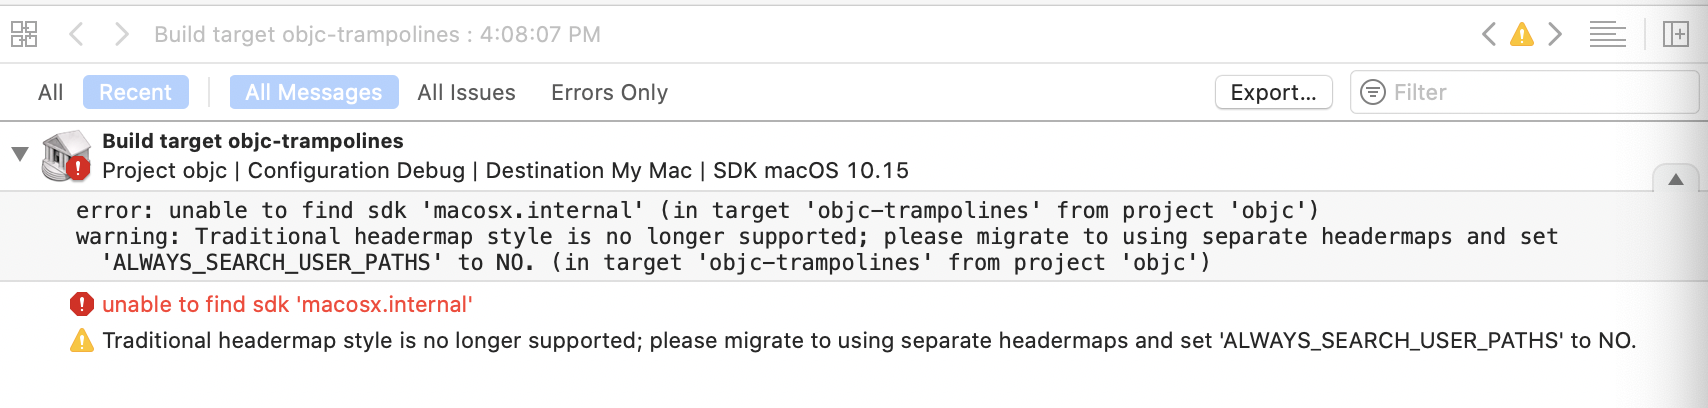 Build target objc-trampolines : 4:08:07 PM
All Recent All Messages All Issues Errors Only Export... Filter
Build target objc-trampolines
Project objc | Configuration Debug | Destination My Mac | SDK macOS 10.15
error: unable to find sdk 'macosx.internal' (in target 'objc-trampolines' from project 'objc')
warning: Traditional headermap style is no longer supported; please migrate to using separate headermaps and set
'ALWAYS_SEARCH_USER_PATHS' to NO. (in target 'objc-trampolines' from project 'objc')
unable to find sdk 'macosx.internal'
Traditional headermap style is no longer supported; please migrate to using separate headermaps and set 'ALWAYS_SEARCH_USER_PATHS' to NO.